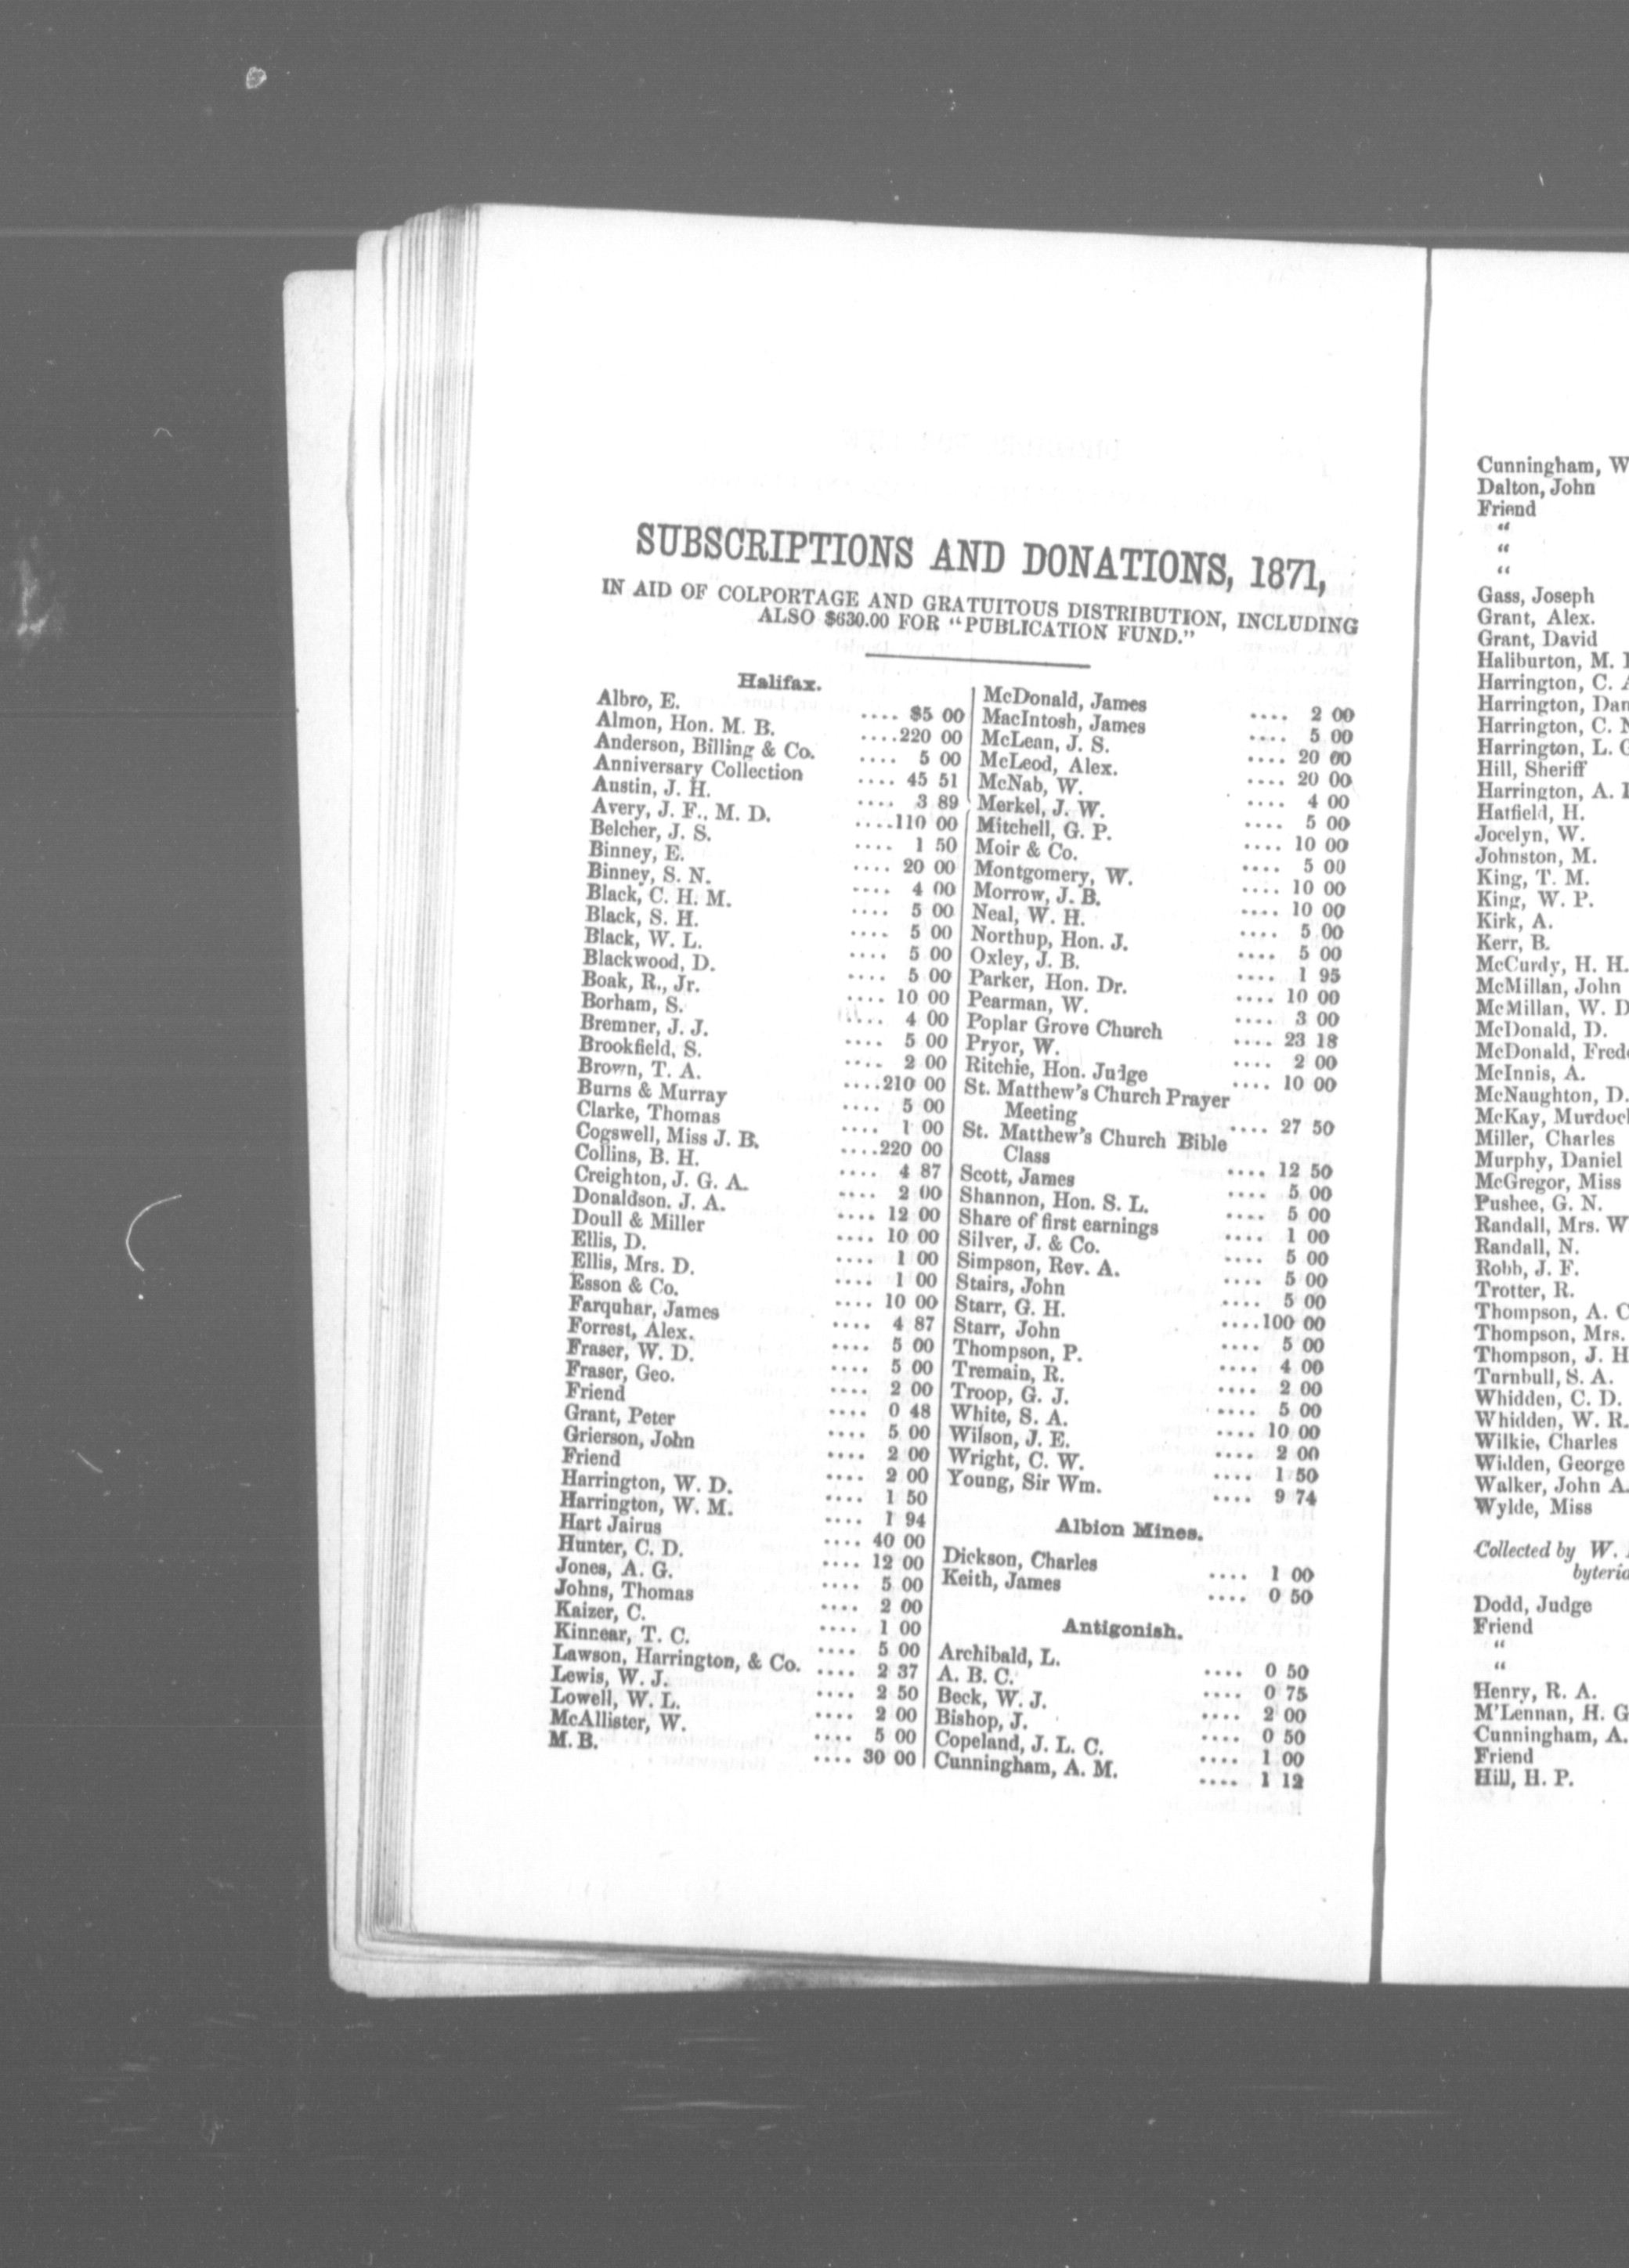 SUBSCRIPTIONS AND DONATIONS, 1871,
IN AID OF COLPORTAGE AND GRATUITOUS DISTRIBUTION, INCLUDING
ALSO $630.00 FOR "PUBLICATION FUND."
Halifax.
Albro, E. .... $5 00
Almon, Hon. M. B. ....220 00
Anderson, Billing & Co. .... 5 00
Anniversary Collection .... 45 51
Austin, J. H. .... 3 89
Avery, J. F., M. D. ....110 00
Belcher, J. S. .... 1 50
Binney, E. .... 20 00
Binney, S. N. .... 4 00
Black, C. H. M. .... 5 00
Black, S. H. .... 5 00
Black, W. L. .... 5 00
Blackwood, D. .... 5 00
Boak, R., Jr. .... 10 00
Borham, S. .... 4 00
Bremner, J. J. .... 5 00
Brookfield, S. .... 2 00
Brown, T. A. ....210 00
Burns & Murray .... 5 00
Clarke, Thomas .... 1 00
Cogswell, Miss J. B. ....220 00
Collins, B. H. .... 4 87
Creighton, J. G. A. .... 2 00
Donaldson. J. A. .... 12 00
Doull & Miller .... 10 00
Ellis, D. .... 1 00
Ellis, Mrs. D. .... 1 00
Esson & Co. .... 10 00
Farquhar, James .... 4 87
Forrest, Alex. .... 5 00
Fraser, W. D. .... 5 00
Fraser, Geo. .... 2 00
Friend .... 0 48
Grant, Peter .... 5 00
Grierson, John .... 2 00
Friend .... 2 00
Harrington, W. D. .... 1 50
Harrington, W. M. .... 1 94
Hart Jairus .... 40 00
Hunter, C. D. .... 12 00
Jones, A. G. .... 5 00
Johns, Thomas .... 2 00
Kaizer, C. .... 1 00
Kinnear, T. C. .... 5 00
Lawson, Harrington, & Co. .... 2 37
Lewis, W. J. .... 2 50
Lowell, W. L. .... 2 00
McAllister, W. .... 5 00
M. B. .... 30 00
McDonald, James .... 2 00
MacIntosh, James .... 5 00
McLean, J. S. .... 20 00
McLeod, Alex. .... 20 00
McNab, W. .... 4 00
Merkel, J. W. .... 5 00
Mitchell, G. P. .... 10 00
Moir & Co. .... 5 00
Montgomery, W. .... 10 00
Morrow, J. B. .... 10 00
Neal, W. H. .... 5 00
Northup, Hon. J. .... 5 00
Oxley, J. B. .... 1 95
Parker, Hon. Dr. .... 10 00
Pearman, W. .... 3 00
Poplar Grove Church .... 23 18
Pryor, W. .... 2 00
Ritchie, Hon. Judge .... 10 00
St. Matthew's Church Prayer
Meeting .... 27 50
St. Matthew's Church Bible
Class .... 12 50
Scott, James .... 5 00
Shannon, Hon. S. L. .... 5 00
Share of first earnings .... 1 00
Silver, J. & Co. .... 5 00
Simpson, Rev. A. .... 5 00
Stairs, John .... 5 00
Starr, G. H. ....100 00
Starr, John .... 5 00
Thompson, P. .... 4 00
Tremain, R. .... 2 00
Troop, G. J. .... 5 00
White, S. A. .... 10 00
Wilson, J. E. .... 2 00
Wright, C. W. .... 1 50
Young, Sir Wm. .... 9 74
Albion Mines.
Dickson, Charles .... 1 00
Keith, James .... 0 50
Antigonish.
Archibald, L. .... 0 50
A. B. C. .... 0 75
Beck, W. J. .... 2 00
Bishop, J. .... 0 50
Copeland, J. L. C. .... 1 00
Cunningham, A. M. .... 1 12
Cunningham, W
Dalton, John
Friend
"
"
"
Gass, Joseph
Grant, Alex.
Grant, David
Haliburton, M.
Harrington, C.
Harrington, Dan
Harrington, C.
Harrington, L.
Hill, Sheriff
Harrington, A.
Hatfield, H.
Jocelyn, W.
Johnston, M.
King, T. M.
King, W. P.
Kirk, A.
Kerr, B.
McCurdy, H. H.
McMillan, John
McMillan, W. D
McDonald, D.
McDonald, Fred
McInnis, A.
McNaughton, D.
McKay, Murdoc
Miller, Charles
Murphy, Daniel
McGregor, Miss
Pushee, G. N.
Randall, Mrs. W
Randall, N.
Robb, J. F.
Trotter, R.
Thompson, A. C
Thompson, Mrs.
Thompson, J. H
Turnbull, S. A.
Whidden, C. D.
Whidden, W. R.
Wilkie, Charles
Widden, George
Walker, John A.
Wylde, Miss
Collected by W.
byteria
Dodd, Judge
Friend
"
"
Henry, R. A.
M'Lennan, H. G
Cunningham, A.
Friend
Hill, H. P.